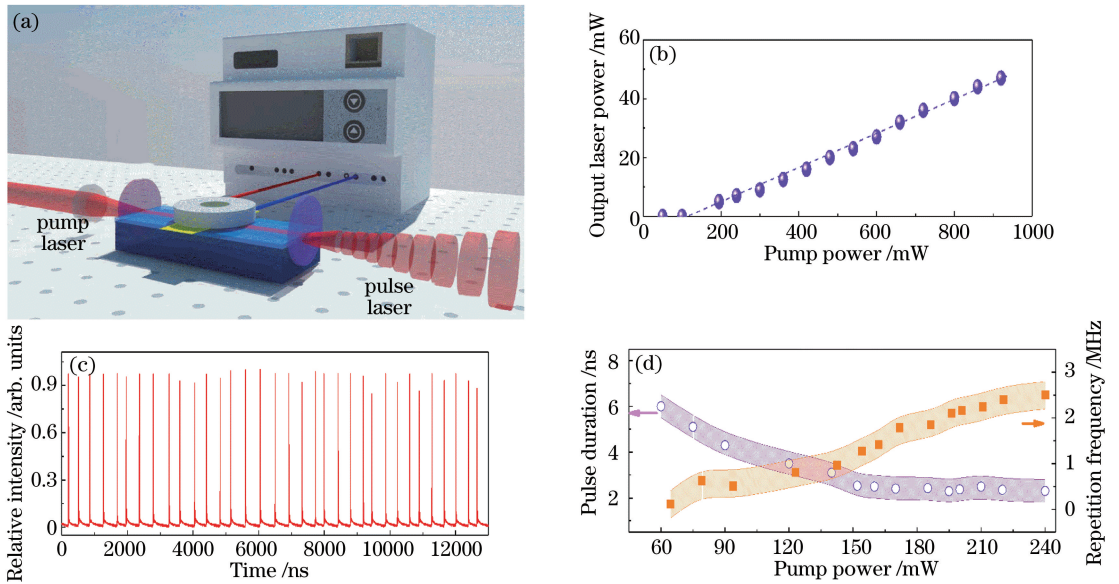 (a)
pump
laser
pulse
laser
(b)
Output laser power /mW
60
40
20
0
0
200
400
600
800
1000
Pump power /mW
(c)
Relative intensity /arb. units
0.9
0.6
0.3
0
0
2000
4000
6000
8000
10000
12000
Time /ns
(d)
Pulse duration /ns
8
6
4
2
3
2
1
0
Repetition frequency /MHz
60
90
120
150
180
210
240
Pump power /mW